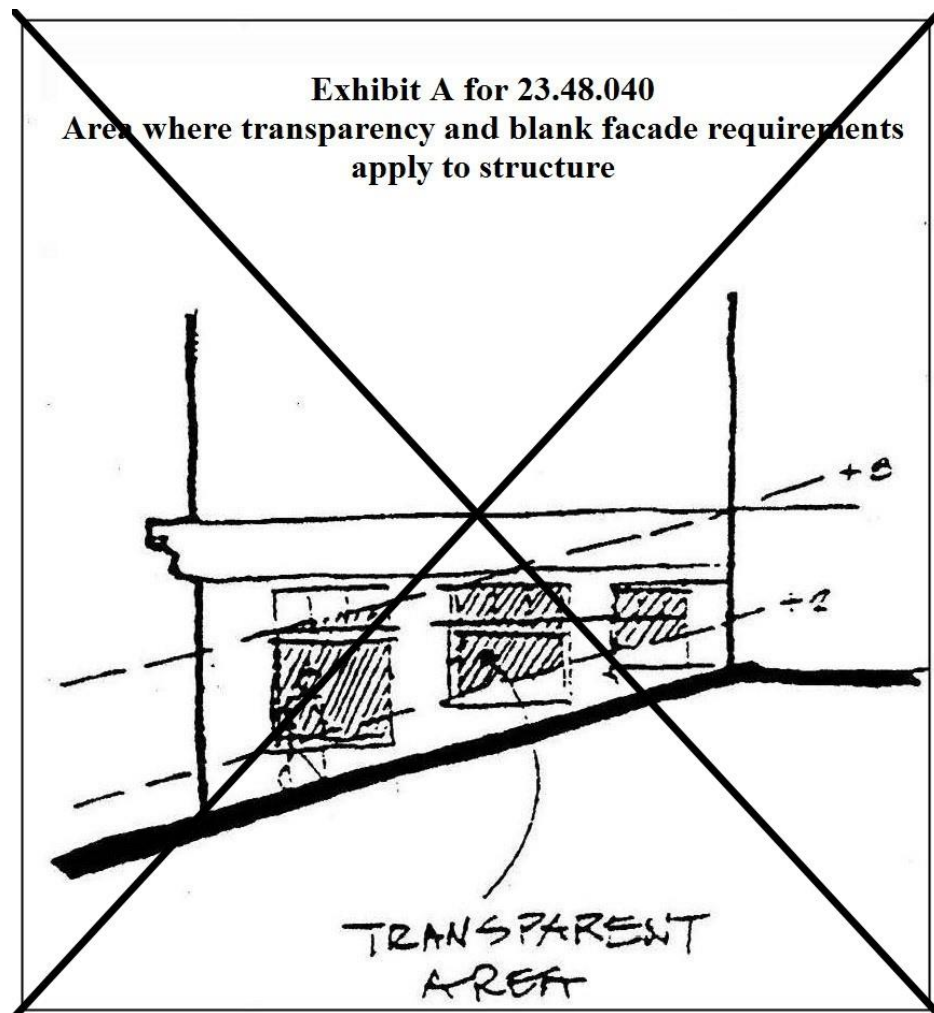 Exhibit A for 23.48.040
Area where transparency and blank facade requirements
apply to structure
+8
+2
TRANSPARENT
AREA